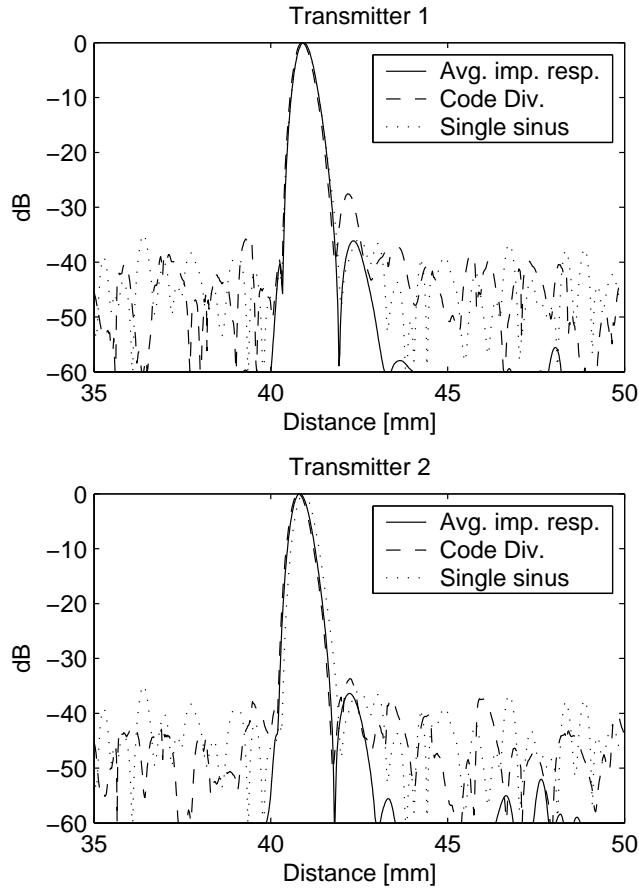 Transmitter 1
0
−10
−20
−30
−40
−50
−60
dB
Avg. imp. resp.
Code Div.
Single sinus
35
40
45
50
Distance [mm]
Transmitter 2
0
−10
−20
−30
−40
−50
−60
dB
Avg. imp. resp.
Code Div.
Single sinus
35
40
45
50
Distance [mm]